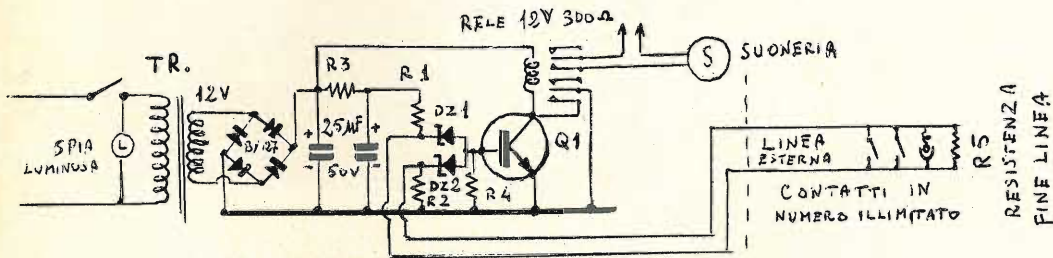 RELE 12V 300Ω
SUONERIA
S
TR.
12V
R3
R1
DZ1
Q1
+
25MF
+
-
50V
-
DZ2
R2
R4
SPIA
LUMINOSA
L
LINEA
ESTERNA
CONTATTI IN
NUMERO ILLIMITATO
R5
RESISTENZA
FINE LINEA